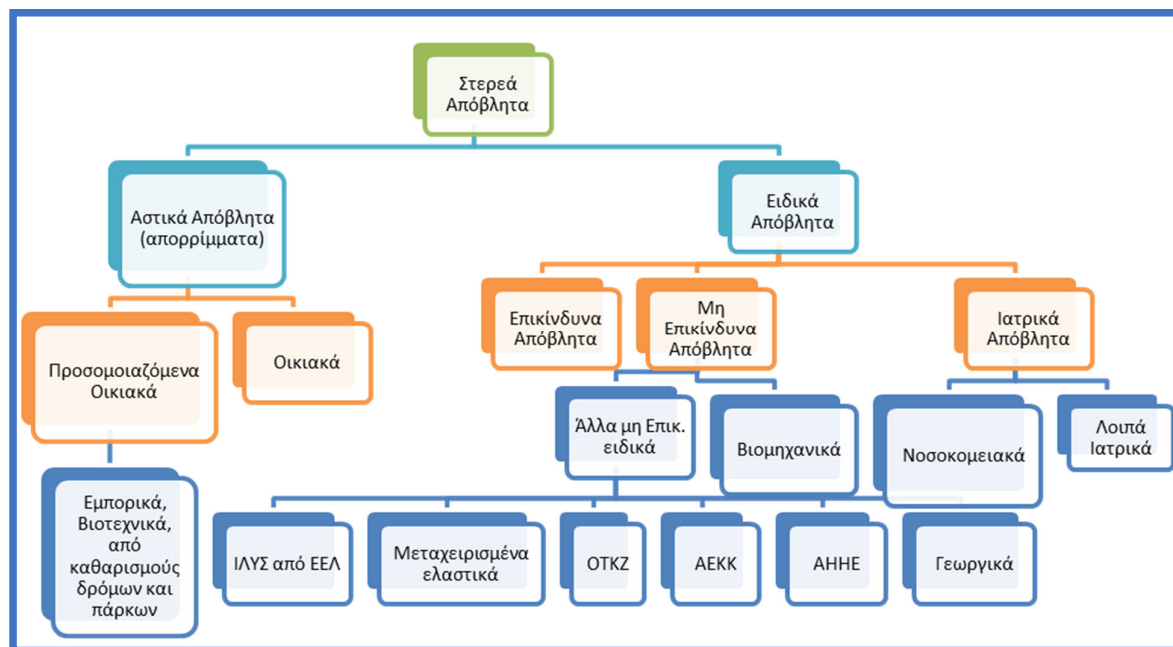 Στερεά
Απόβλητα
Αστικά Απόβλητα
(απορρίμματα)
Ειδικά
Απόβλητα
Προσομοιαζόμενα
Οικιακά
Οικιακά
Επικίνδυνα
Απόβλητα
Μη
Επικίνδυνα
Απόβλητα
Ιατρικά
Απόβλητα
Εμπορικά,
Βιοτεχνικά,
από
καθαρισμούς
δρόμων και
πάρκων
Άλλα μη Επικ.
ειδικά
Βιομηχανικά
Νοσοκομειακά
Λοιπά
Ιατρικά
ΙΛΥΣ από ΕΕΛ
Μεταχειρισμένα
ελαστικά
ΟΤΚΖ
ΑΕΚΚ
ΑΗΗΕ
Γεωργικά